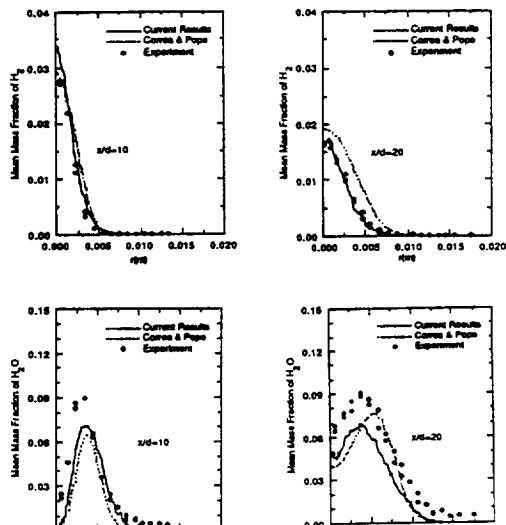 0.04
0.03
0.02
0.01
0.00
Mean Mass Fraction of H2
Current Results
Correa & Pope
Experiment
x/d=10
0.000 0.005 0.010 0.015 0.020
r(m)
0.04
0.03
0.02
0.01
0.00
Mean Mass Fraction of H2
Current Results
Correa & Pope
Experiment
x/d=20
0.000 0.005 0.010 0.015 0.020
r(m)
0.15
0.12
0.09
0.06
0.03
Mean Mass Fraction of H2O
Current Results
Correa & Pope
Experiment
x/d=10
0.15
0.12
0.09
0.06
0.03
0.00
Mean Mass Fraction of H2O
Current Results
Correa & Pope
Experiment
x/d=20